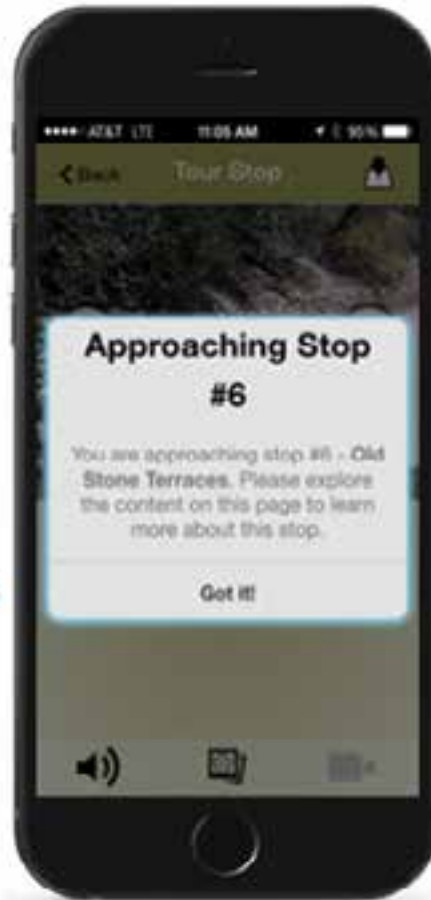 AT&T LTE 11:05 AM 95%
Back Tour Stop
Approaching Stop
#6
You are approaching stop #6 - Old
Stone Terraces. Please explore
the content on this page to learn
more about this stop.
Got it!